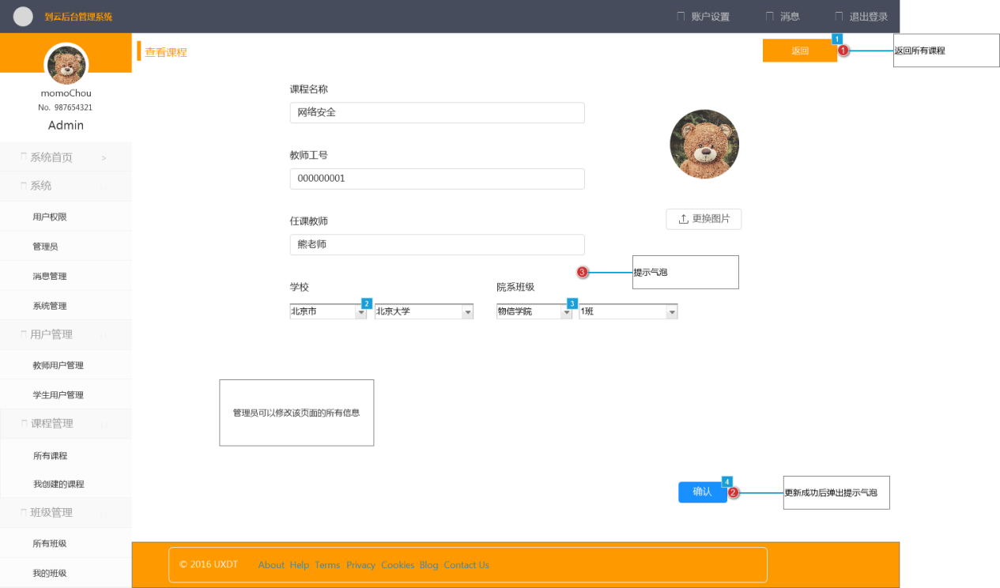 到云后台管理系统
账户设置
消息
退出登录
momoChou
No. 987654321
Admin
系统首页 >
系统
用户权限
管理员
消息管理
系统管理
用户管理
教师用户管理
学生用户管理
课程管理
所有课程
我创建的课程
班级管理
所有班级
我的班级
查看课程
返回
1
1
返回所有课程
课程名称
网络安全
教师工号
000000001
更换图片
任课教师
熊老师
3
提示气泡
学校
院系班级
北京市
2
北京大学
物信学院
3
1班
管理员可以修改该页面的所有信息
确认
4
2
更新成功后弹出提示气泡
© 2016 UXDT About Help Terms Privacy Cookies Blog Contact Us